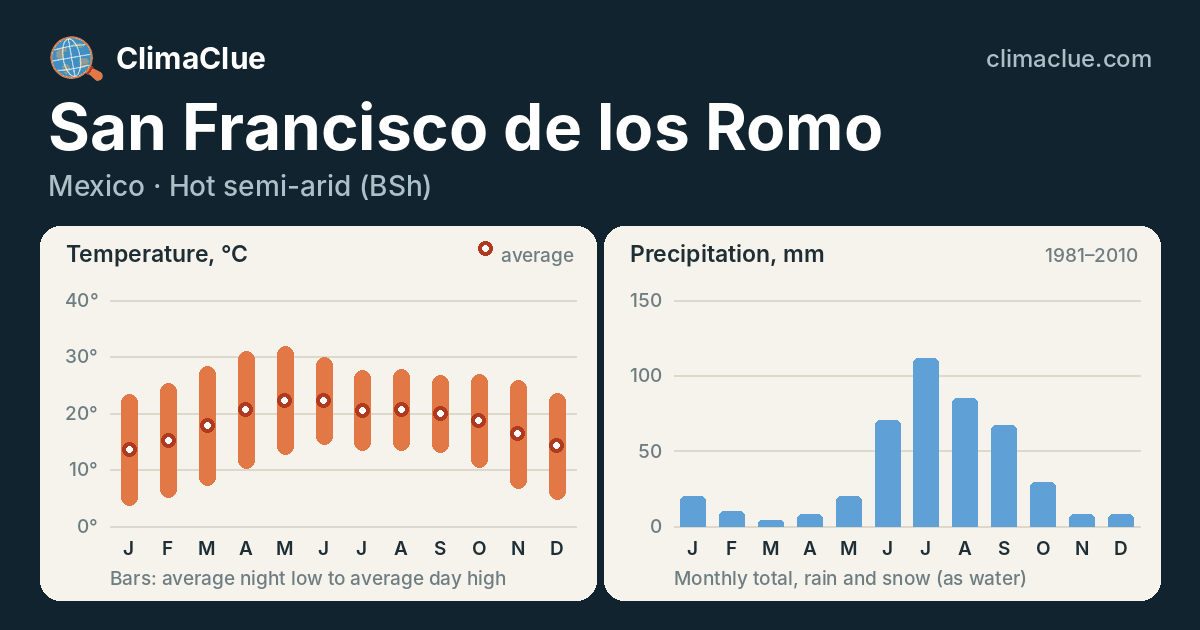 ClimaClue
climaclue.com
San Francisco de los Romo
Mexico · Hot semi-arid (BSh)
Temperature, °C
average
40°
30°
20°
10°
0°
J F M A M J J A S O N D
Bars: average night low to average day high
Precipitation, mm
1981–2010
150
100
50
0
J F M A M J J A S O N D
Monthly total, rain and snow (as water)